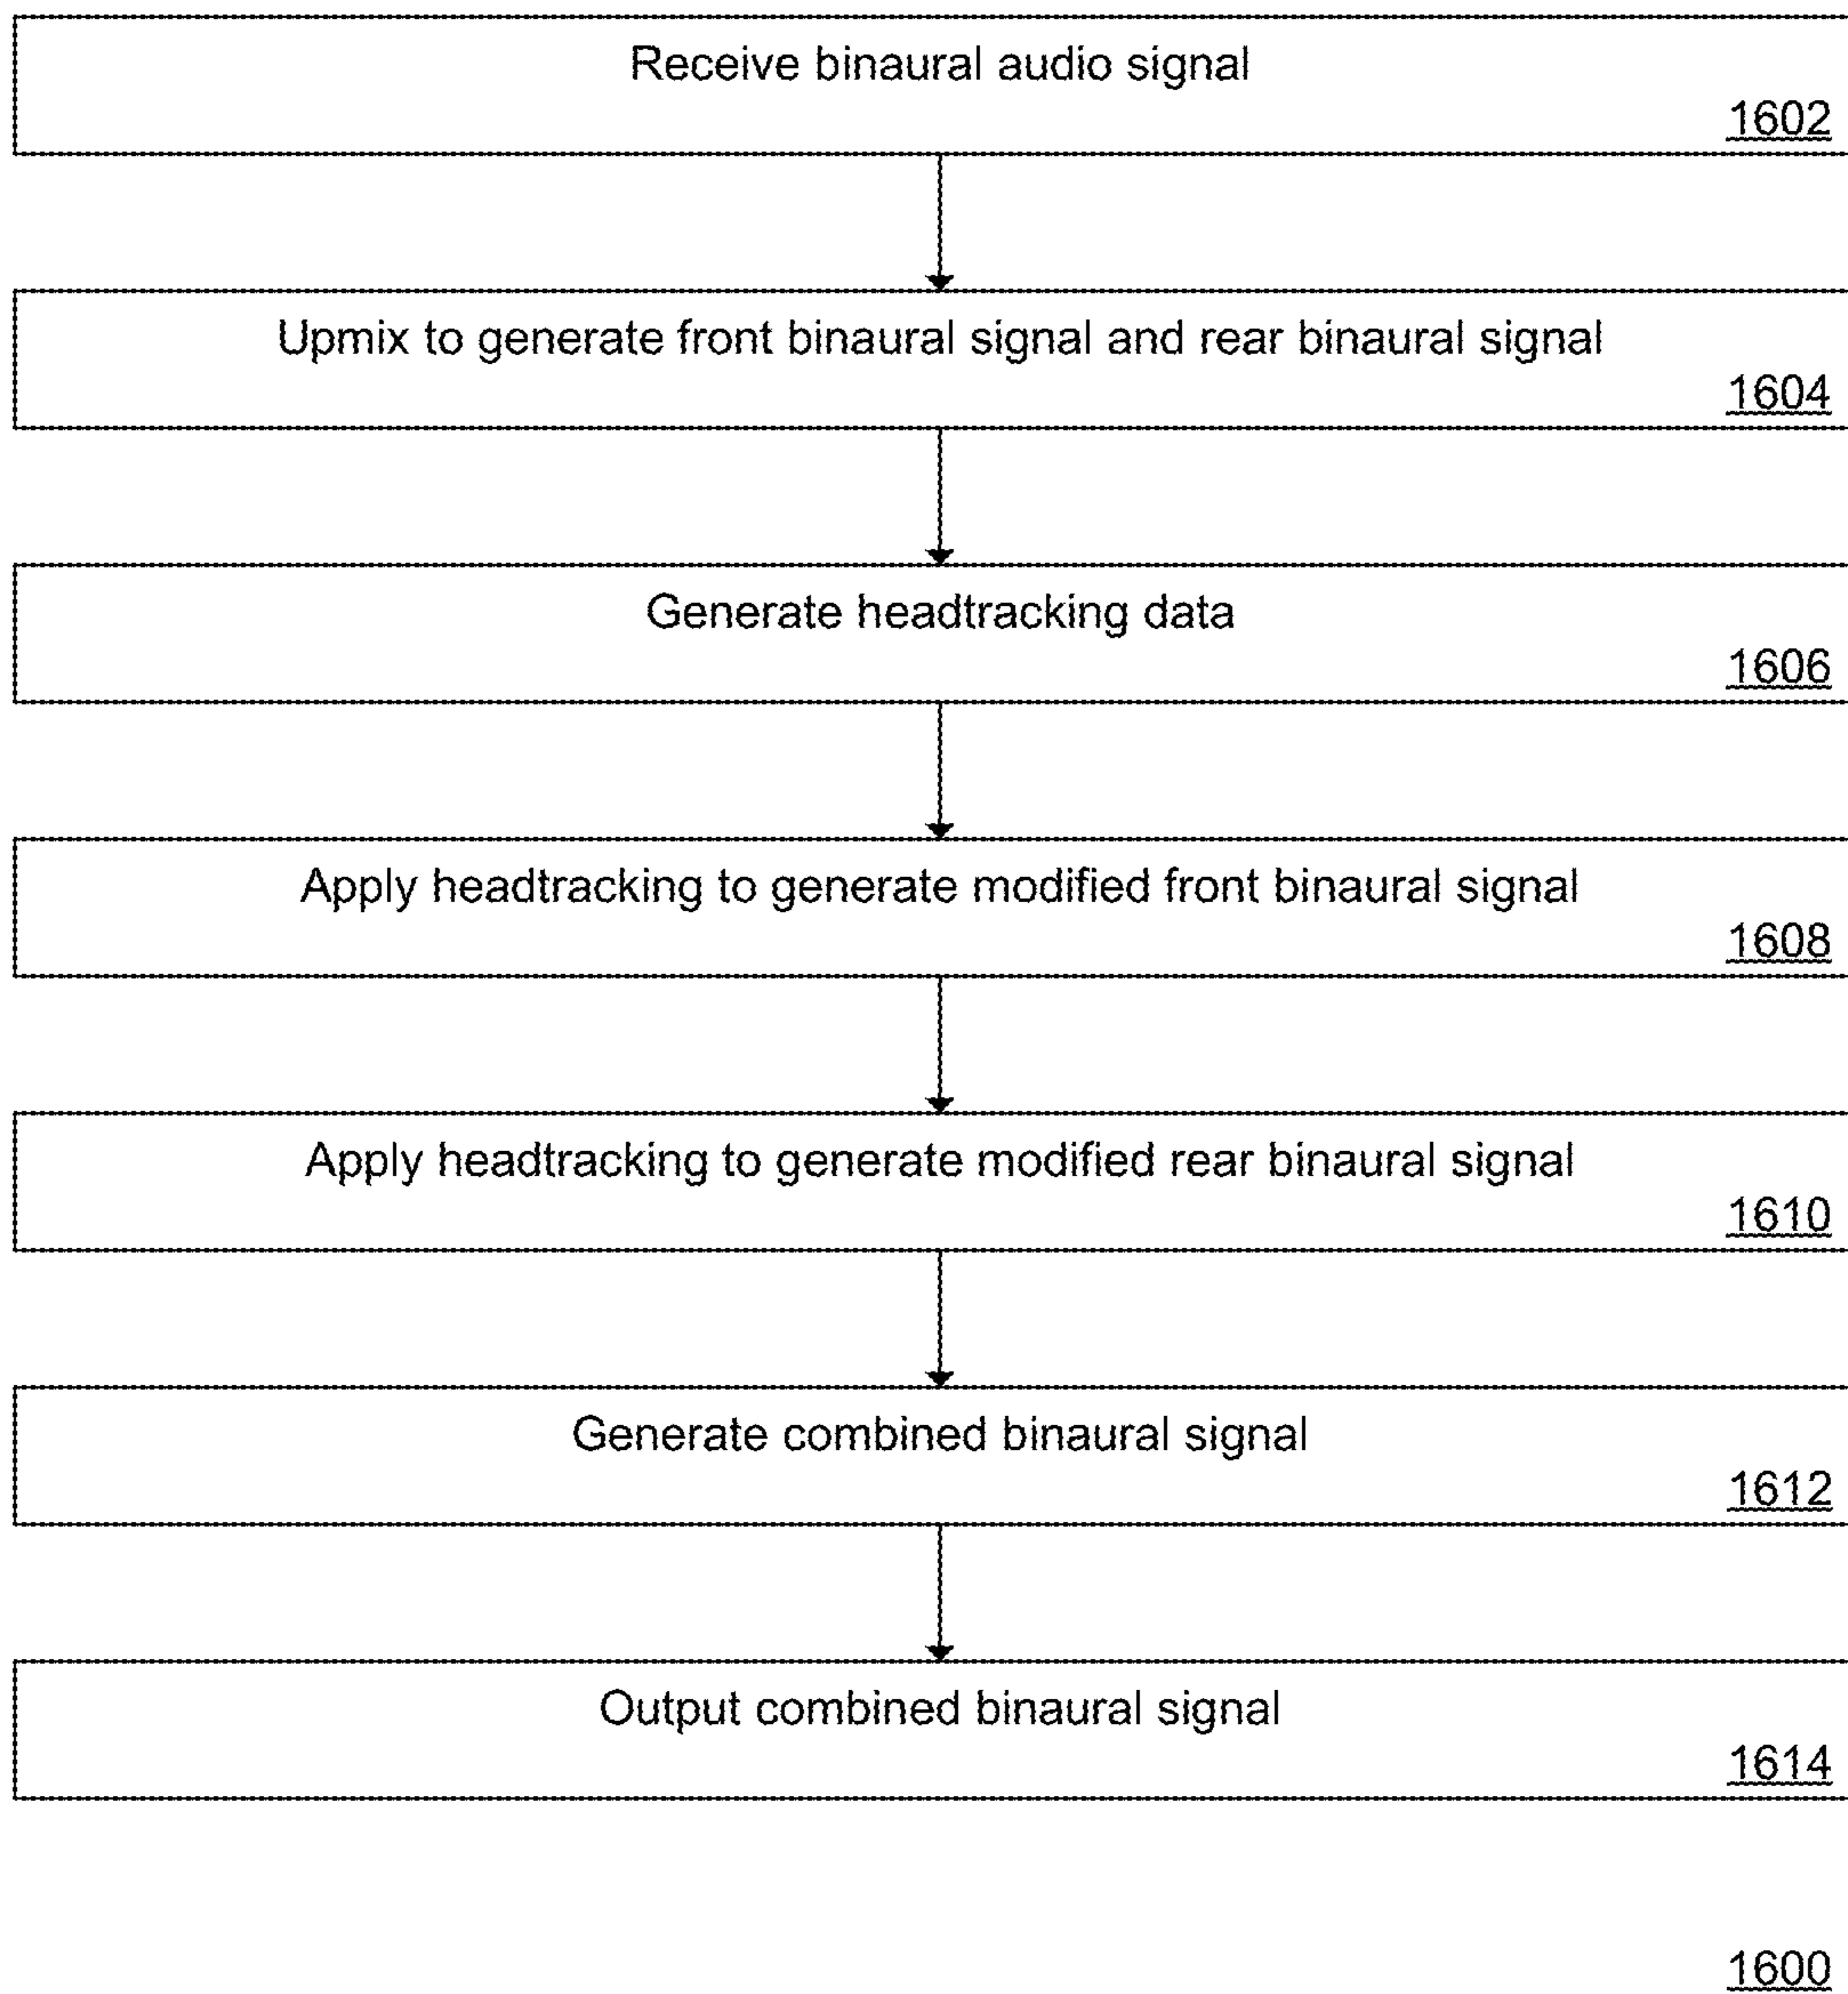 Receive binaural audio signal
1602
Upmix to generate front binaural signal and rear binaural signal
1604
Generate headtracking data
1606
Apply headtracking to generate modified front binaural signal
1608
Apply headtracking to generate modified rear binaural signal
1610
Generate combined binaural signal
1612
Output combined binaural signal
1614
1600